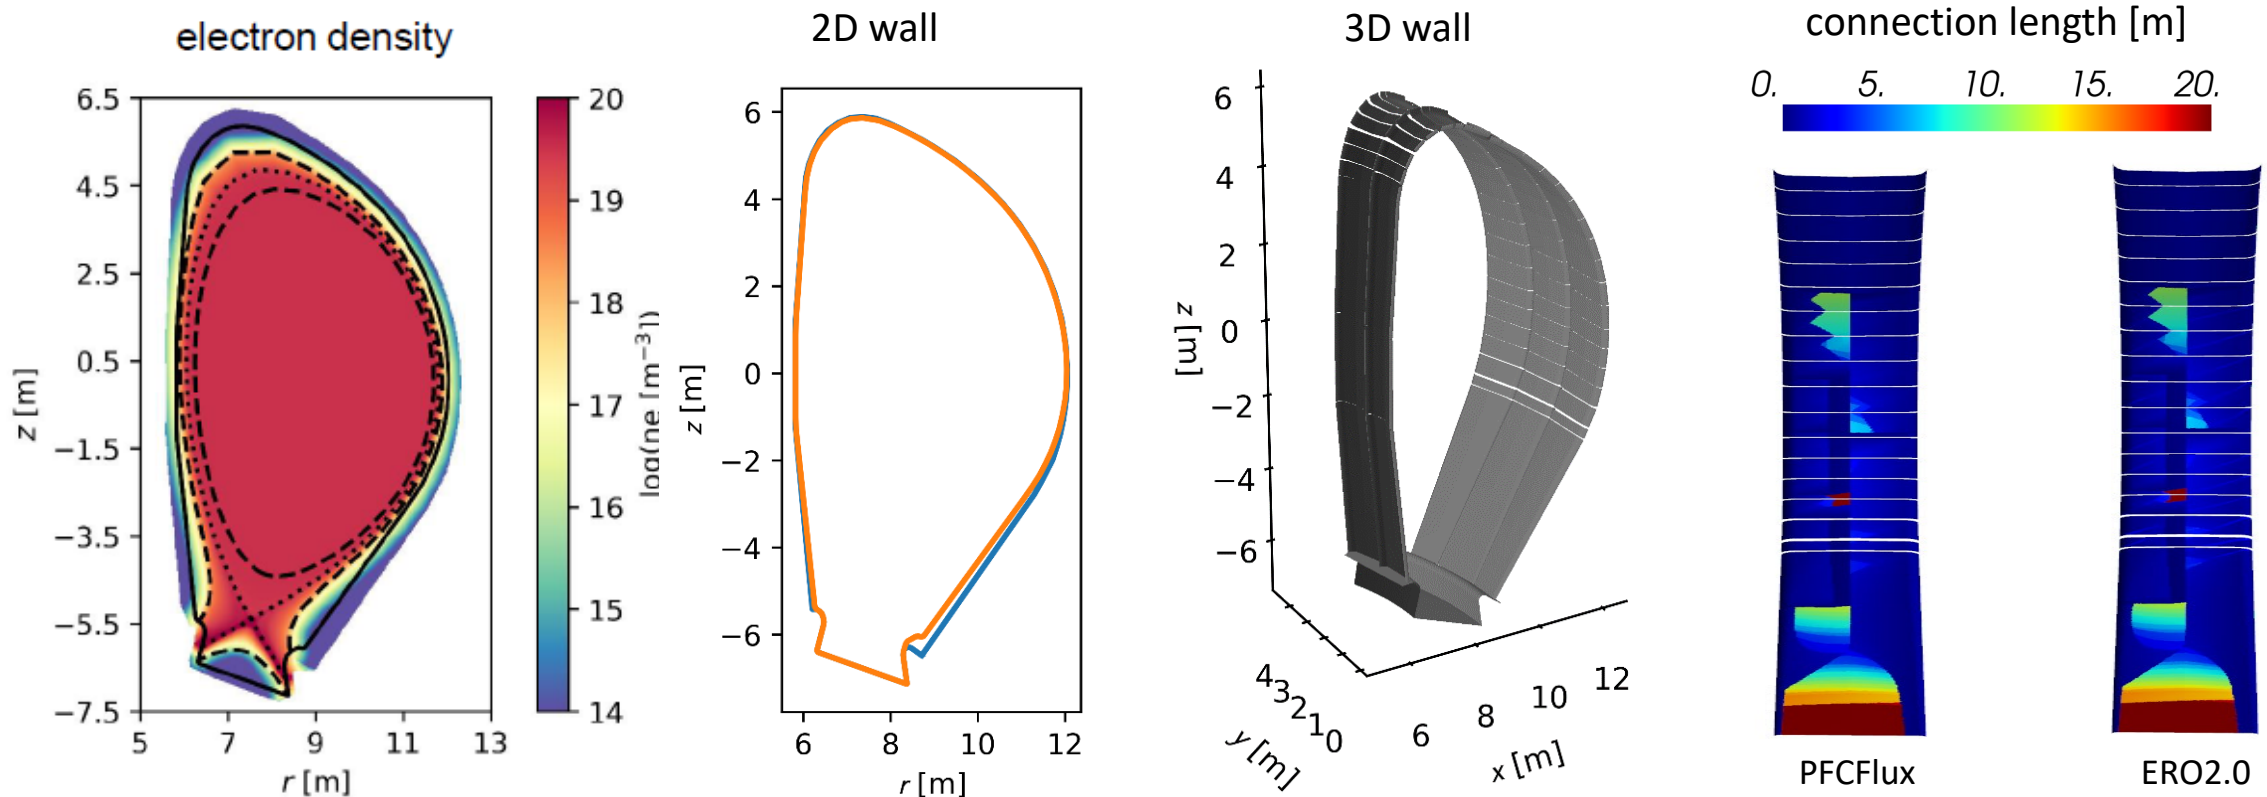 electron density
6.5
4.5
2.5
0.5
−1.5
−3.5
−5.5
−7.5
z [m]
5 7 9 11 13
r [m]
20
19
18
17
16
15
14
log(ne [m⁻³])
2D wall
6
4
2
0
−2
−4
−6
z [m]
6 8 10 12
r [m]
3D wall
6
4
2
0
−2
−4
−6
z [m]
4 3 2 1 0
y [m]
6 8 10 12
x [m]
connection length [m]
0. 5. 10. 15. 20.
PFCFlux
ERO2.0